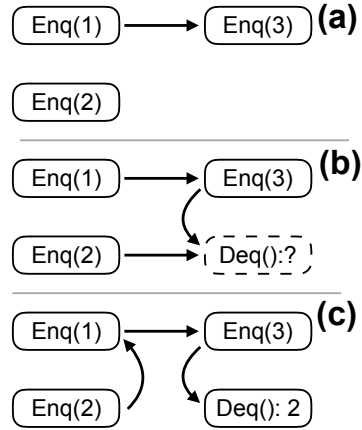 Enq(1) Enq(3) (a)
Enq(2)
(b)
Enq(1) Enq(3)
Enq(2) Deq():?
(c)
Enq(1) Enq(3)
Enq(2) Deq(): 2